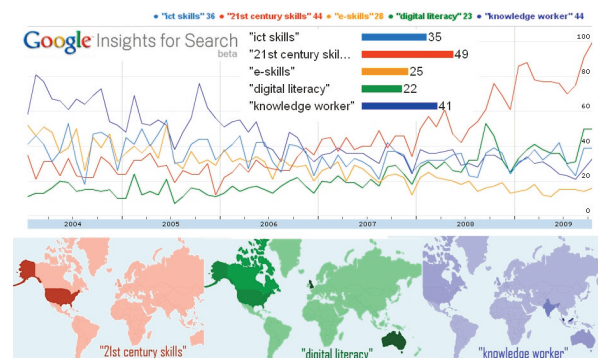 • "ict skills" 36 • "21st century skills" 44 • "e-skills" 28 • "digital literacy" 23 • "knowledge worker" 44
Google Insights for Search
beta
"ict skills" 35
"21st century skil... 49
"e-skills" 25
"digital literacy" 22
"knowledge worker" 41
100
80
60
40
20
0
2004 2005 2006 2007 2008 2009
"21st century skills" "digital literacy" "knowledge worker"